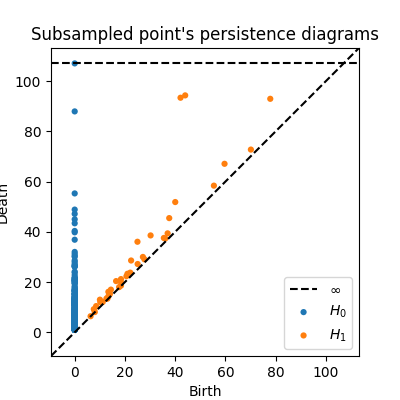 Subsampled point's persistence diagrams
100
80
60
40
20
0
Death
0 20 40 60 80 100
Birth
∞
H₀
H₁